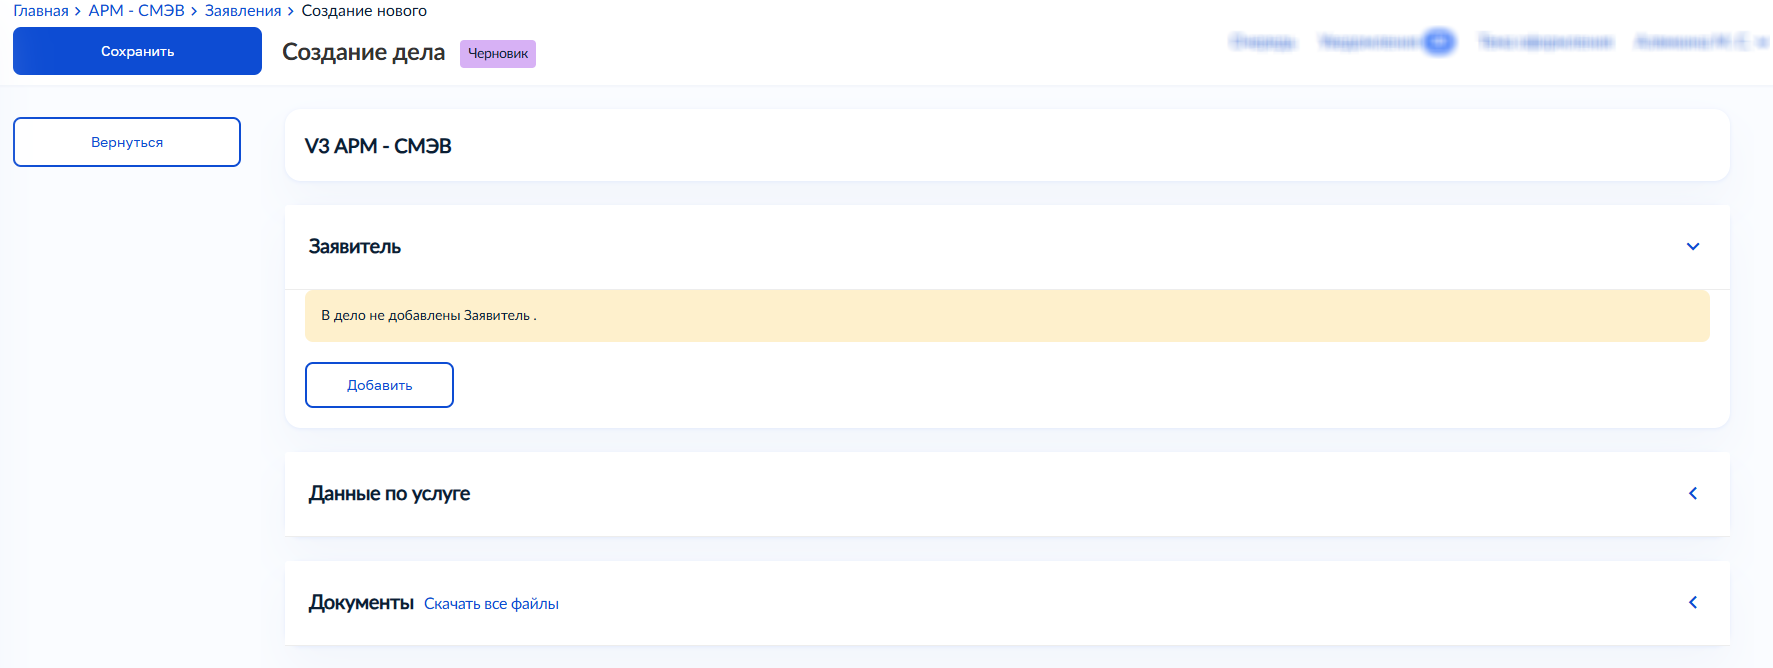 Главная > АРМ - СМЭВ > Заявления > Создание нового
Сохранить
Создание дела
Черновик
Вернуться
V3 АРМ - СМЭВ
Заявитель
В дело не добавлены Заявитель .
Добавить
Данные по услуге
Документы Скачать все файлы